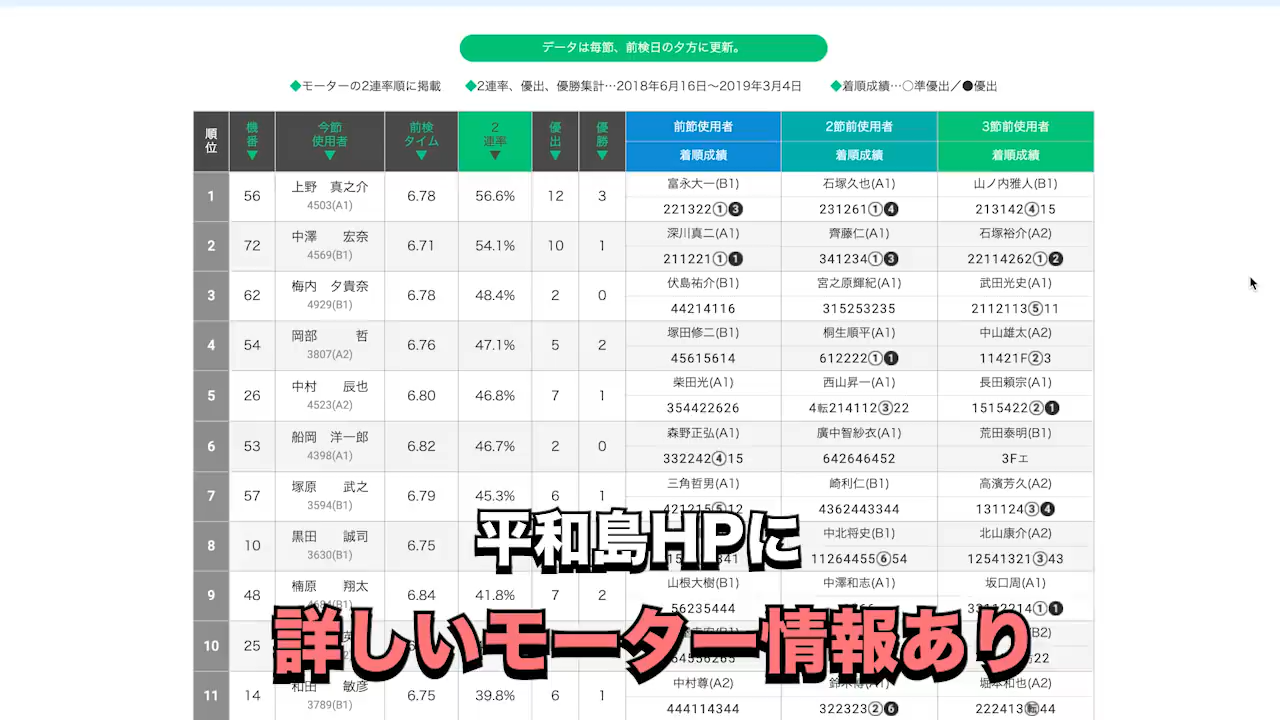 データは毎節、前検日の夕方に更新。
◆モーターの2連率順に掲載 ◆2連率、優出、優勝集計…2018年6月16日～2019年3月4日 ◆着順成績…○準優出／●優出
順位 機番▼ 今節使用者▼ 前検タイム▼ 2連率▼ 優出▼ 優勝▼ 前節使用者 2節前使用者 3節前使用者
着順成績 着順成績 着順成績
1 56 上野 真之介 4503(A1) 6.78 56.6% 12 3 富永大一(B1) 石塚久也(A1) 山ノ内雅人(B1)
221322①❸ 231261①❹ 213142④15
2 72 中澤 宏奈 4569(B1) 6.71 54.1% 10 1 深川真二(A1) 齊藤仁(A1) 石塚裕介(A2)
211221①❶ 341234①❸ 22114262①❷
3 62 梅内 夕貴奈 4929(B1) 6.78 48.4% 2 0 伏島祐介(B1) 宮之原輝紀(A1) 武田光史(A1)
44214116 315253235 2112113⑤11
4 54 岡部 哲 3807(A2) 6.76 47.1% 5 2 塚田修二(B1) 桐生順平(A1) 中山雄太(A2)
45615614 612222①❶ 11421F②3
5 26 中村 辰也 4523(A2) 6.80 46.8% 7 1 柴田光(A1) 西山昇一(A1) 長田頼宗(A1)
354422626 4転214112③22 1515422②❶
6 53 船岡 洋一郎 4398(A1) 6.82 46.7% 2 0 森野正弘(A1) 廣中智紗衣(A1) 荒田泰明(B1)
332242④15 642646452 3Fエ
7 57 塚原 武之 3594(B1) 6.79 45.3% 6 1 三角哲男(A1) 崎利仁(B1) 高濱芳久(A2)
421215⑤12 4362443344 131124③❹
8 10 黒田 誠司 3630(B1) 6.75 中北将史(B1) 北山康介(A2)
11264455⑥54 12541321③43
9 48 楠原 翔太 6.84 41.8% 7 2 山根大樹(B1) 中澤和志(A1) 坂口周(A1)
56235444
10 25
11 14 和田 敏彦 3789(B1) 6.75 39.8% 6 1 中村尊(A2) 鈴木博(A1) 堀本和也(A2)
444114344 322323②❻ 222413転44
平和島HPに
詳しいモーター情報あり